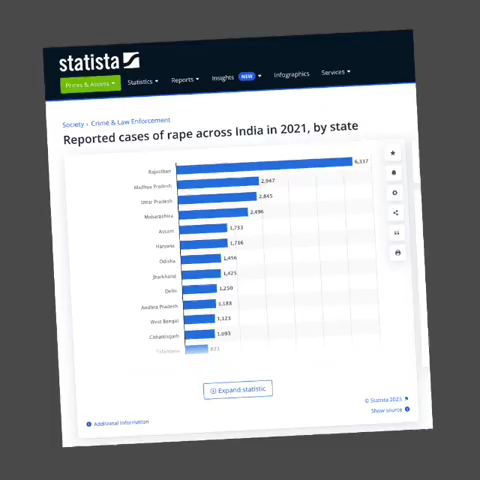 statista
Prices & Access
Statistics
Reports
Insights
NEW
Infographics
Services
Society › Crime & Law Enforcement
Reported cases of rape across India in 2021, by state
Rajasthan 6,337
Madhya Pradesh 2,947
Uttar Pradesh 2,845
Maharashtra 2,496
Assam 1,733
Haryana 1,716
Odisha 1,456
Jharkhand 1,425
Delhi 1,250
Andhra Pradesh 1,188
West Bengal 1,123
Chhattisgarh 1,093
Telangana 823
Expand statistic
© Statista 2023
Additional Information
Show source